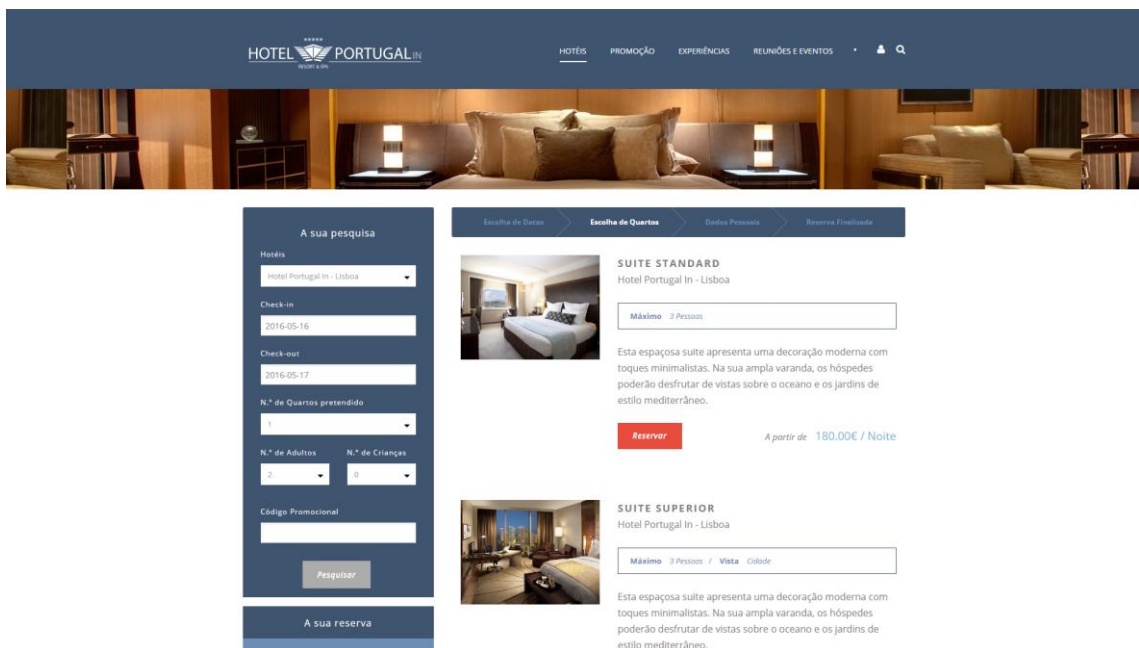 HOTEL PORTUGAL IN
RESORT & SPA
HOTÉIS PROMOÇÃO EXPERIÊNCIAS REUNIÕES E EVENTOS
A sua pesquisa
Hotéis
Hotel Portugal In - Lisboa
Check-in
2016-05-16
Check-out
2016-05-17
N.º de Quartos pretendido
1
N.º de Adultos N.º de Crianças
2 0
Código Promocional
Pesquisar
A sua reserva
Escolha de Datas Escolha de Quartos Dados Pessoais Reserva Finalizada
SUITE STANDARD
Hotel Portugal In - Lisboa
Máximo 3 Pessoas
Esta espaçosa suite apresenta uma decoração moderna com
toques minimalistas. Na sua ampla varanda, os hóspedes
poderão desfrutar de vistas sobre o oceano e os jardins de
estilo mediterrâneo.
Reservar A partir de 180.00€ / Noite
SUITE SUPERIOR
Hotel Portugal In - Lisboa
Máximo 3 Pessoas / Vista Cidade
Esta espaçosa suite apresenta uma decoração moderna com
toques minimalistas. Na sua ampla varanda, os hóspedes
poderão desfrutar de vistas sobre o oceano e os jardins de
estilo mediterrâneo.